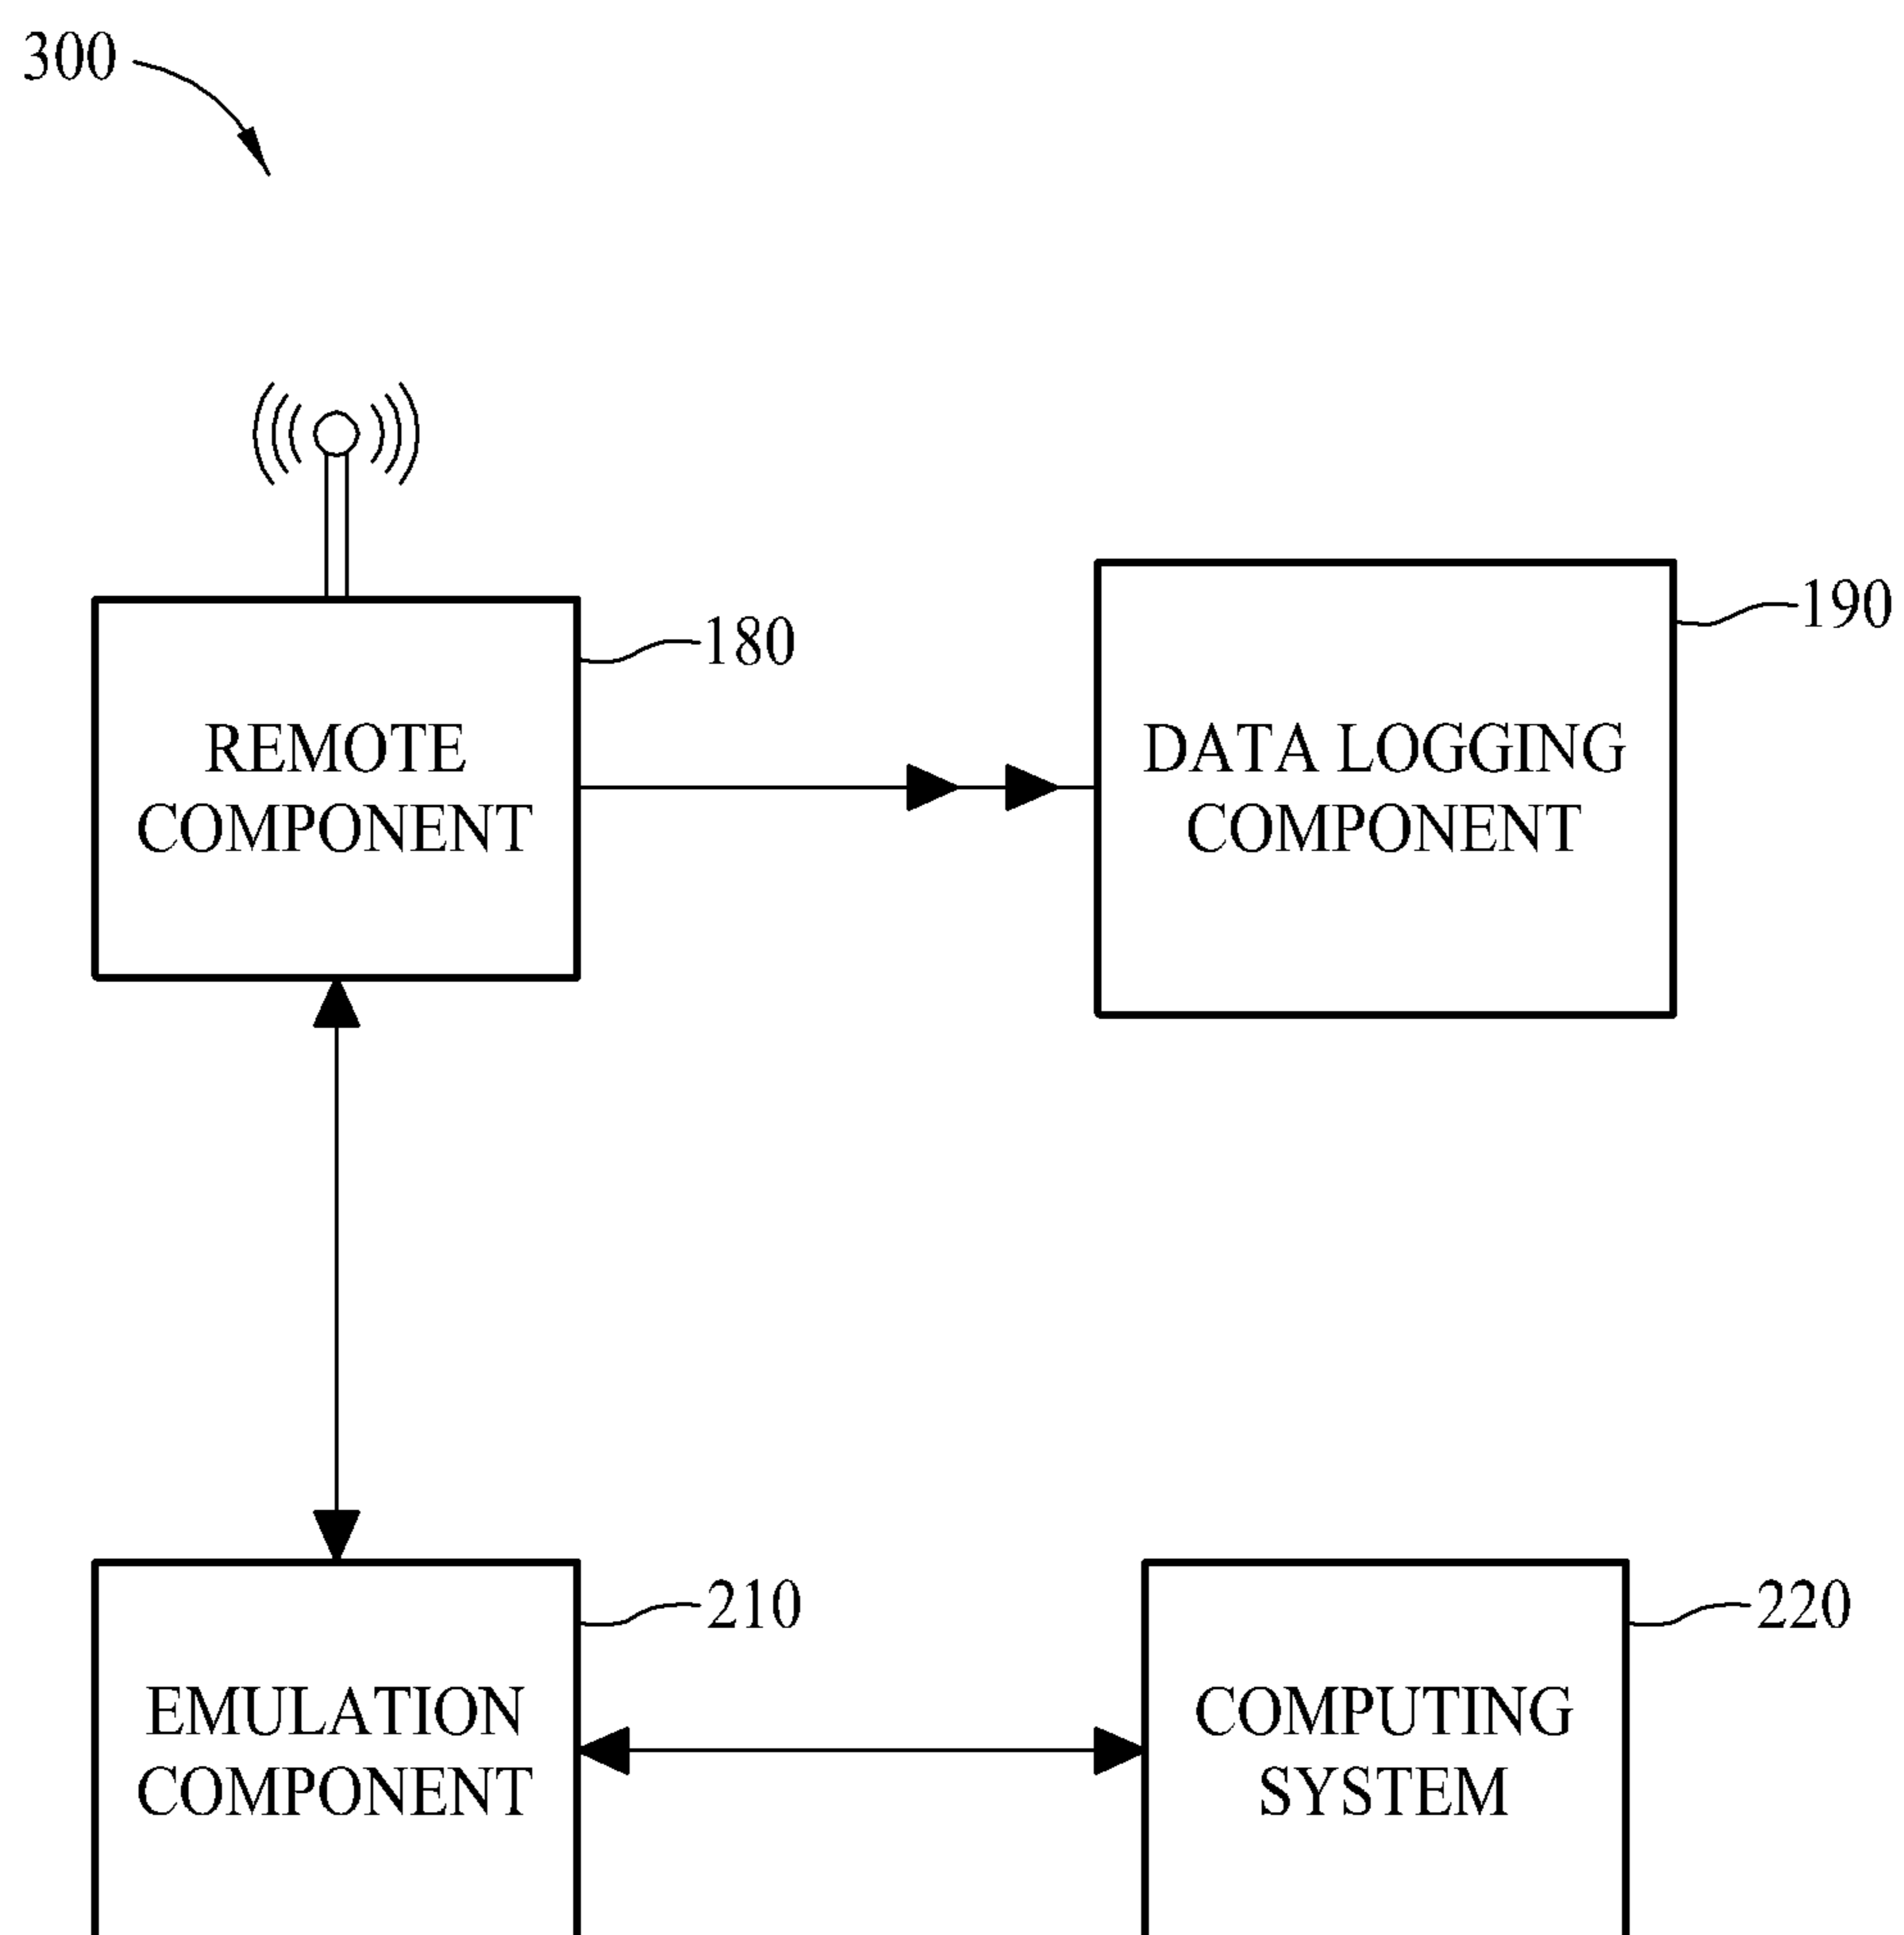 300
180
190
REMOTE
COMPONENT
DATA LOGGING
COMPONENT
210
220
EMULATION
COMPONENT
COMPUTING
SYSTEM